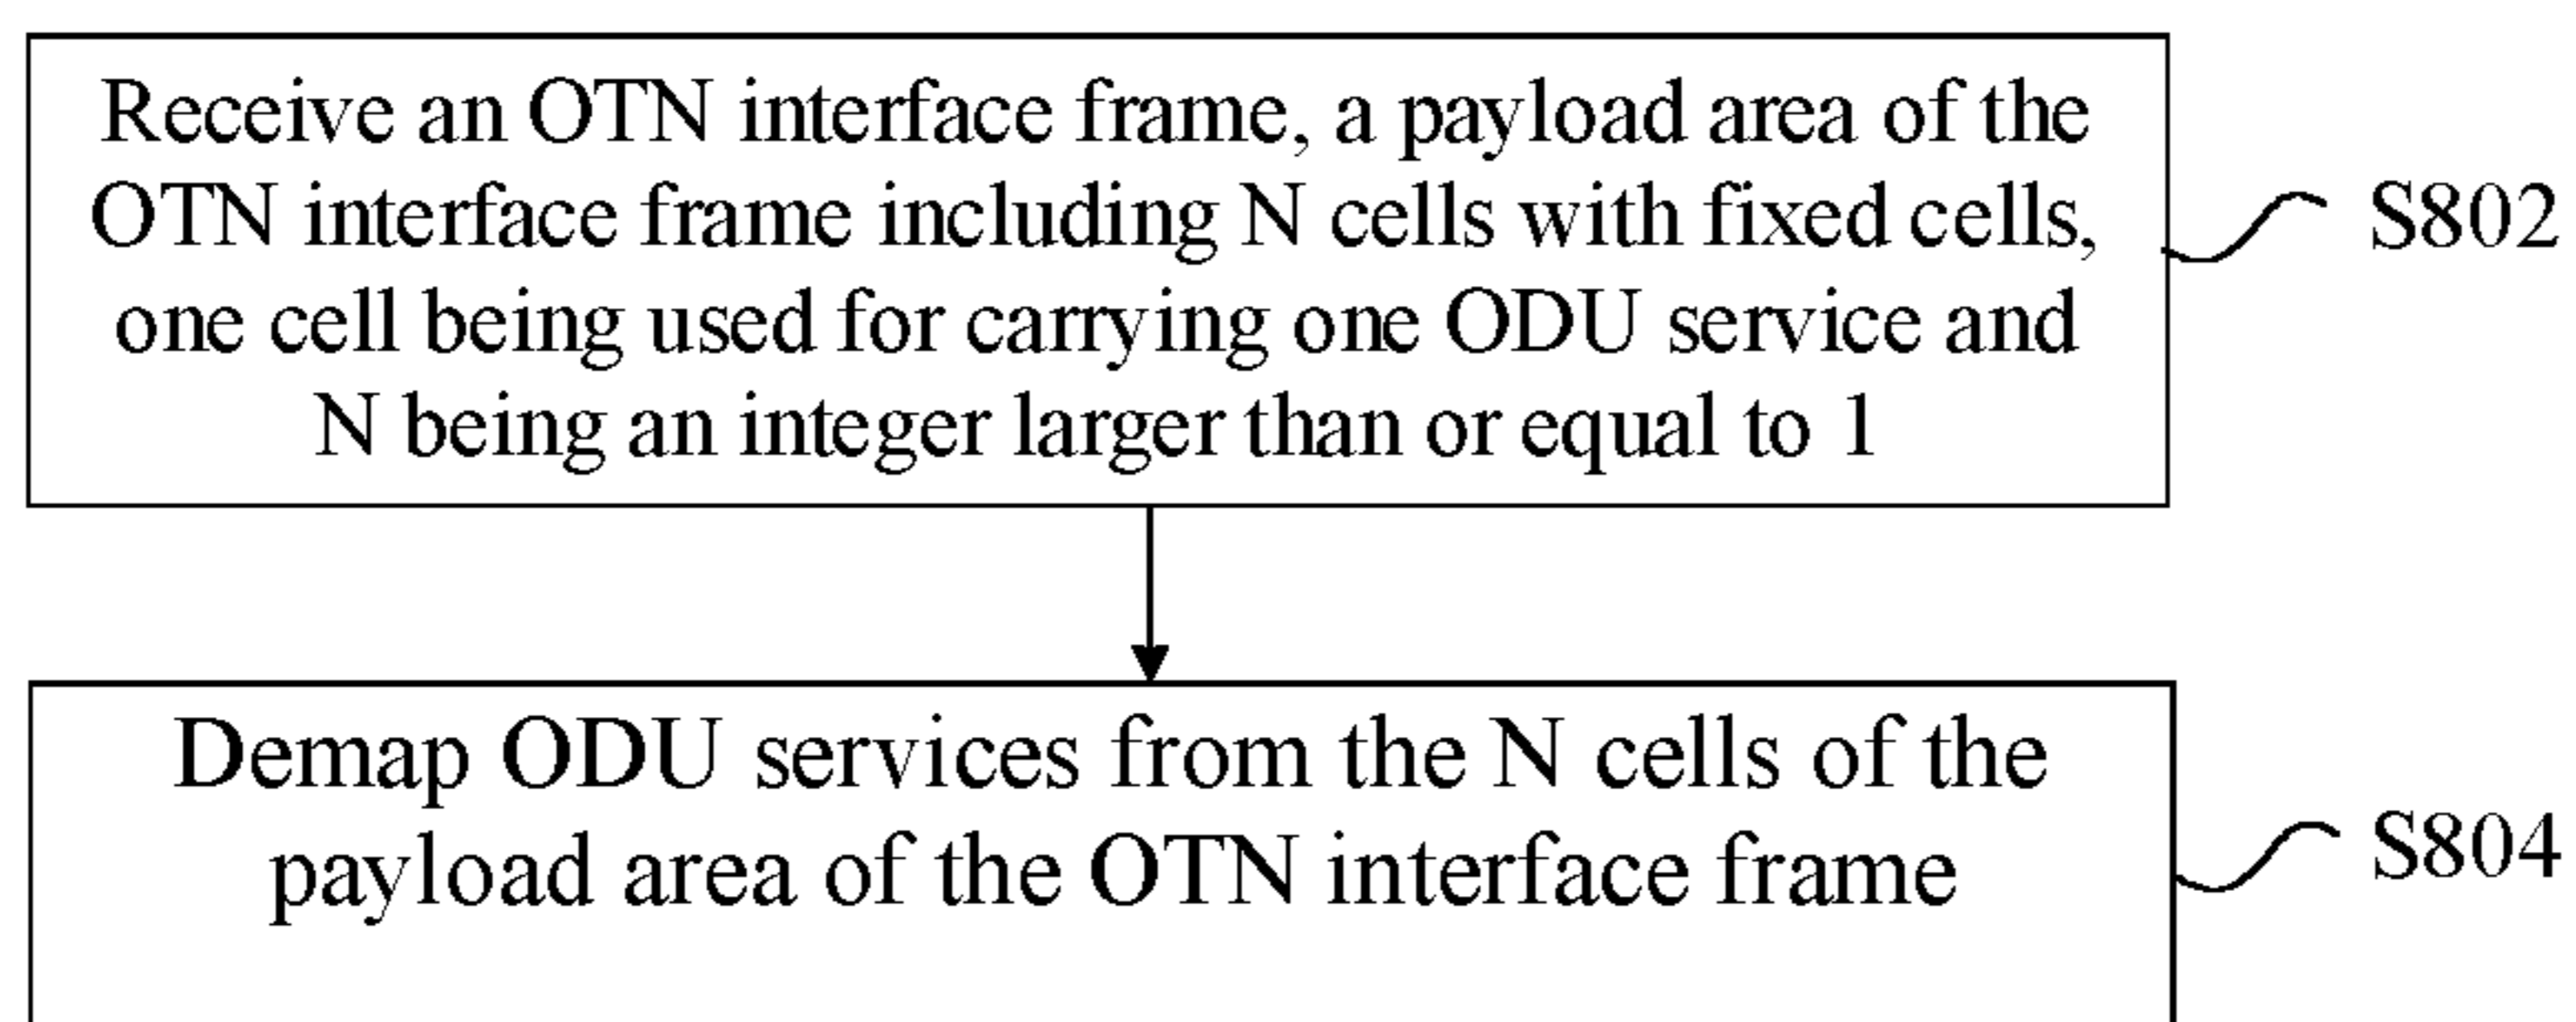 Receive an OTN interface frame, a payload area of the
OTN interface frame including N cells with fixed cells,
one cell being used for carrying one ODU service and
N being an integer larger than or equal to 1
S802
Demap ODU services from the N cells of the
payload area of the OTN interface frame
S804